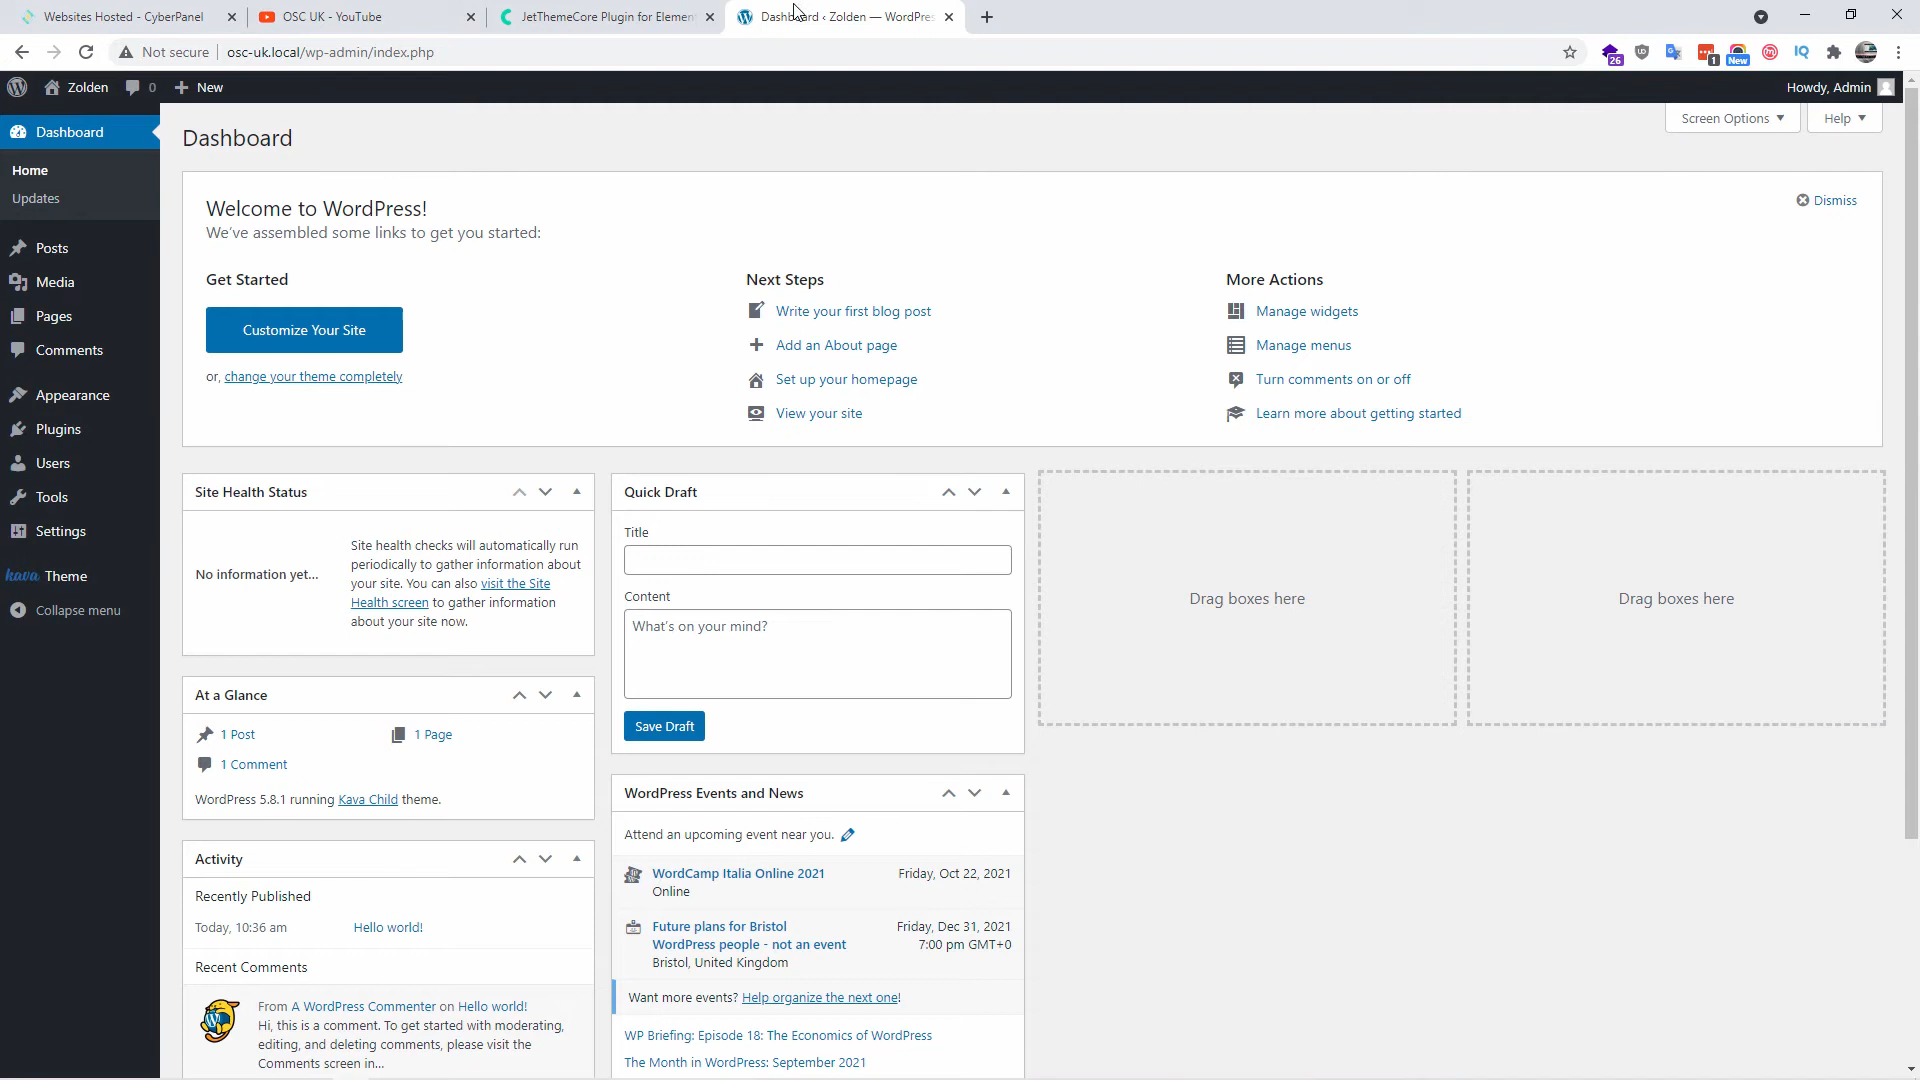 Websites Hosted - CyberPanel
OSC UK - YouTube
JetThemeCore Plugin for Elemen
Dashboard ‹ Zolden — WordPres
Not secure
osc-uk.local/wp-admin/index.php
26
1
New
IQ
Zolden
0
New
Howdy, Admin
Dashboard
Home
Updates
Posts
Media
Pages
Comments
Appearance
Plugins
Users
Tools
Settings
kava Theme
Collapse menu
Dashboard
Screen Options
Help
Welcome to WordPress!
We've assembled some links to get you started:
Dismiss
Get Started
Customize Your Site
or, change your theme completely
Next Steps
Write your first blog post
Add an About page
Set up your homepage
View your site
More Actions
Manage widgets
Manage menus
Turn comments on or off
Learn more about getting started
Site Health Status
No information yet...
Site health checks will automatically run
periodically to gather information about
your site. You can also visit the Site
Health screen to gather information
about your site now.
At a Glance
1 Post
1 Page
1 Comment
WordPress 5.8.1 running Kava Child theme.
Activity
Recently Published
Today, 10:36 am
Hello world!
Recent Comments
From A WordPress Commenter on Hello world!
Hi, this is a comment. To get started with moderating,
editing, and deleting comments, please visit the
Comments screen in...
Quick Draft
Title
Content
What's on your mind?
Save Draft
WordPress Events and News
Attend an upcoming event near you.
WordCamp Italia Online 2021
Online
Friday, Oct 22, 2021
Future plans for Bristol
WordPress people - not an event
Bristol, United Kingdom
Friday, Dec 31, 2021
7:00 pm GMT+0
Want more events? Help organize the next one!
WP Briefing: Episode 18: The Economics of WordPress
The Month in WordPress: September 2021
Drag boxes here
Drag boxes here